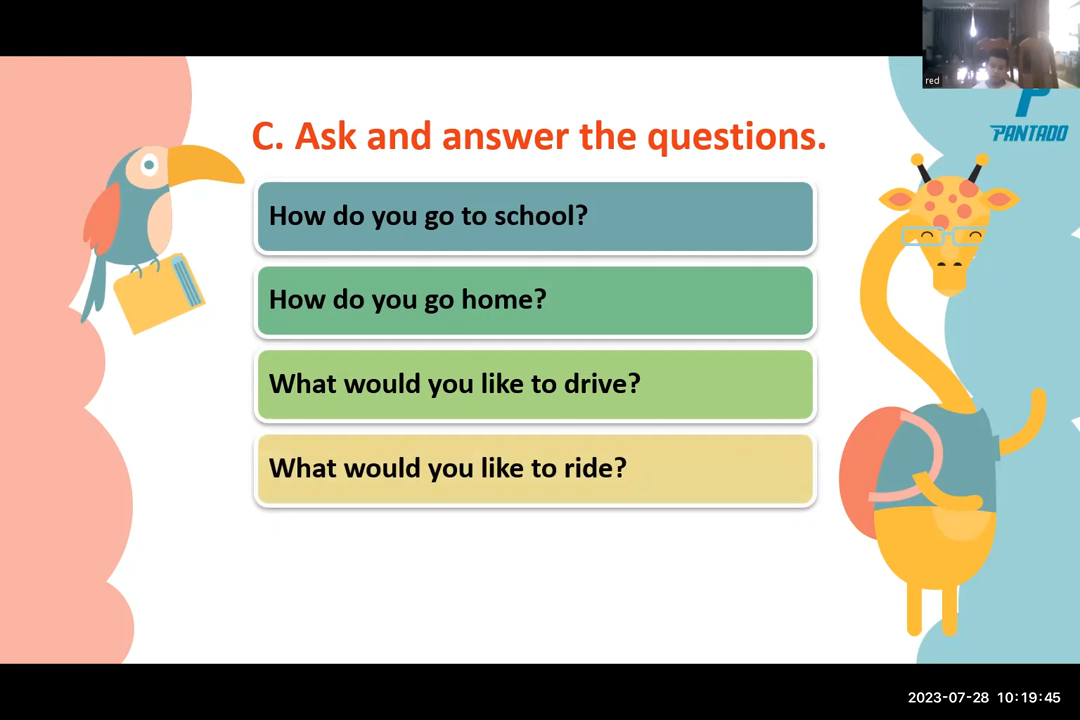 red
PANTADO
C. Ask and answer the questions.
How do you go to school?
How do you go home?
What would you like to drive?
What would you like to ride?
2023-07-28 10:19:45